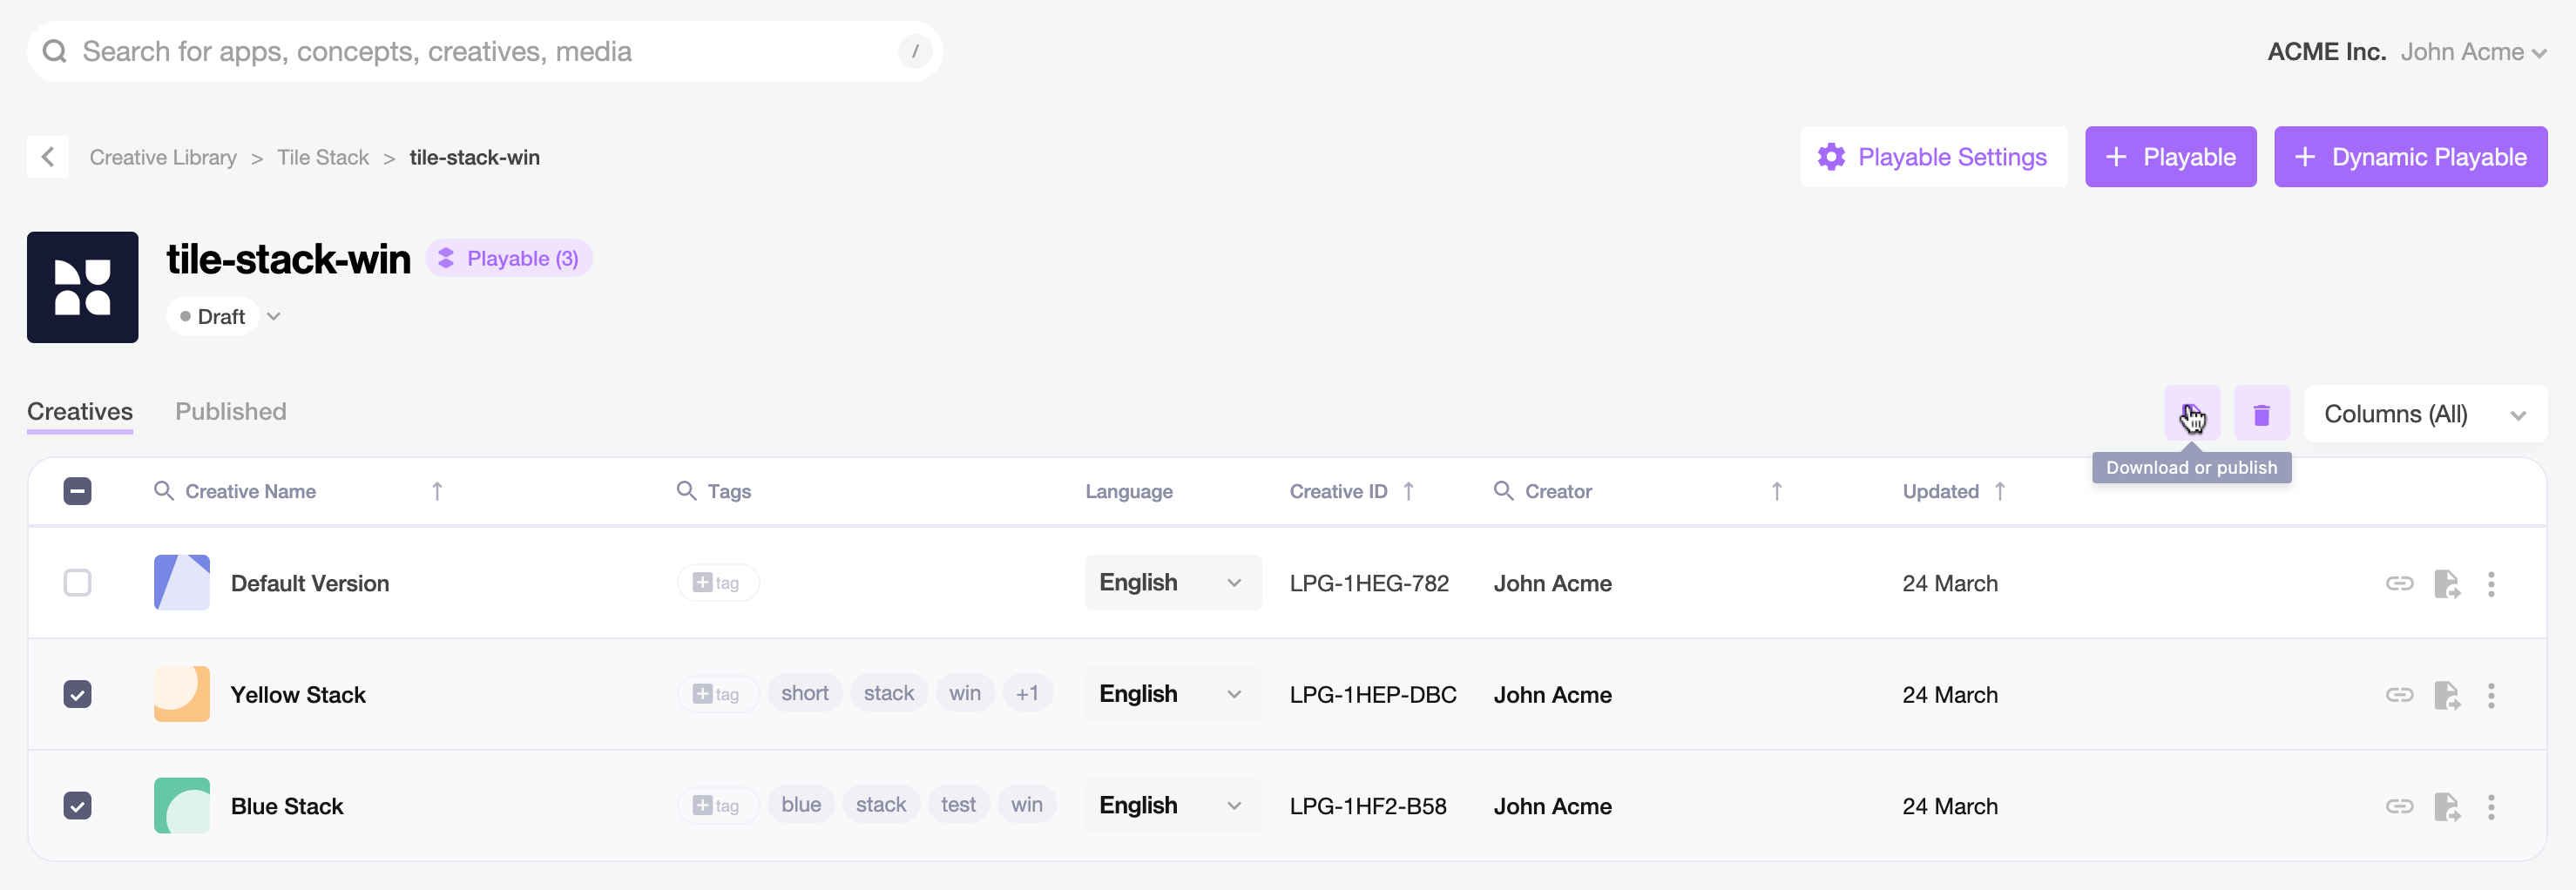 Search for apps, concepts, creatives, media /
ACME Inc. John Acme
Creative Library > Tile Stack > tile-stack-win
Playable Settings
+ Playable
+ Dynamic Playable
tile-stack-win
Playable (3)
Draft
Creatives Published
Columns (All)
Download or publish
Creative Name ↑ Tags Language Creative ID ↑ Creator ↑ Updated ↑
Default Version + tag English LPG-1HEG-782 John Acme 24 March
Yellow Stack + tag short stack win +1 English LPG-1HEP-DBC John Acme 24 March
Blue Stack + tag blue stack test win English LPG-1HF2-B58 John Acme 24 March